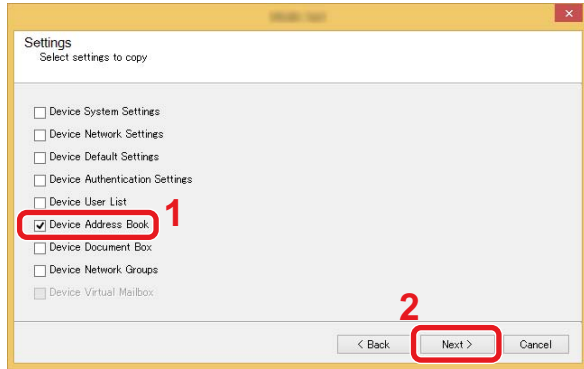 Settings
Select settings to copy
Device System Settings
Device Network Settings
Device Default Settings
Device Authentication Settings
Device User List
1
Device Address Book
Device Document Box
Device Network Groups
Device Virtual Mailbox
2
< Back Next > Cancel